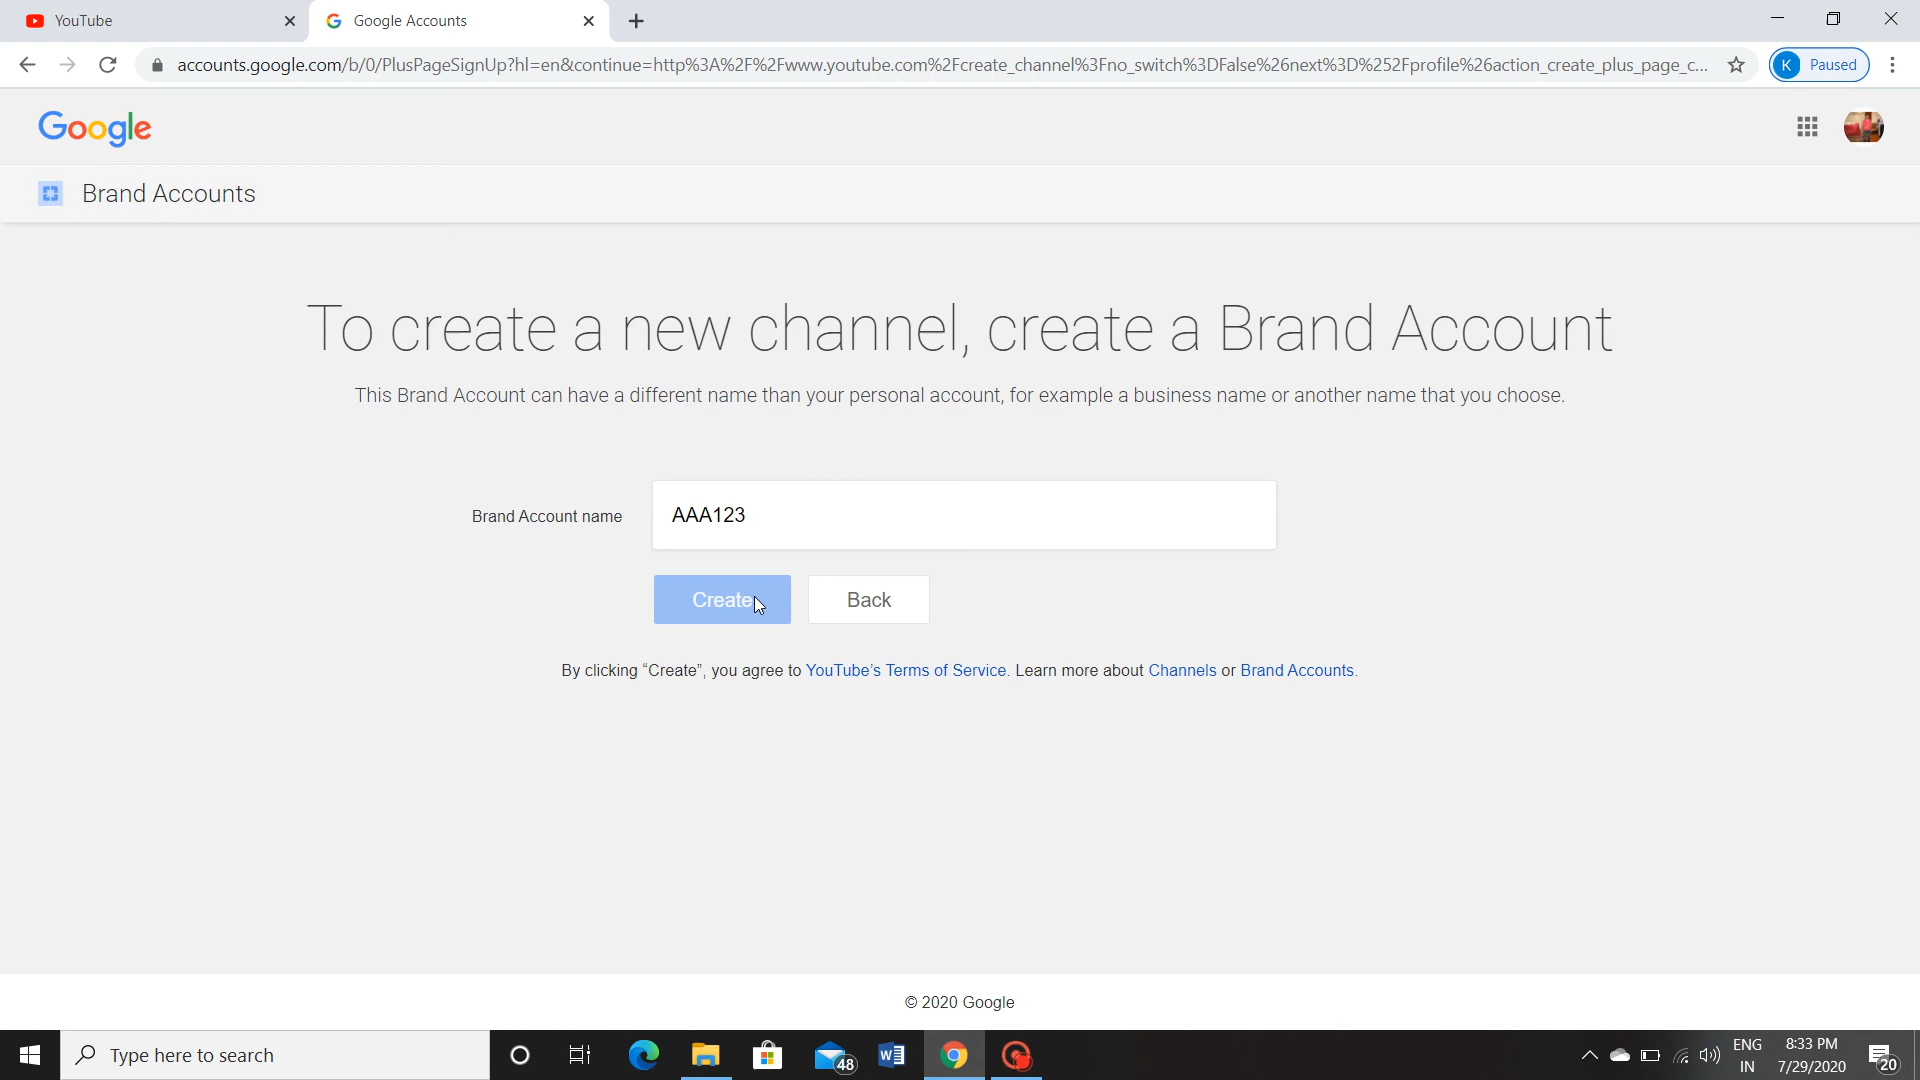 YouTube
Google Accounts
accounts.google.com/b/0/PlusPageSignUp?hl=en&continue=http%3A%2F%2Fwww.youtube.com%2Fcreate_channel%3Fno_switch%3DFalse%26next%3D%252Fprofile%26action_create_plus_page_c...
K Paused
Google
Brand Accounts
To create a new channel, create a Brand Account
This Brand Account can have a different name than your personal account, for example a business name or another name that you choose.
Brand Account name
AAA123
Create
Back
By clicking “Create”, you agree to YouTube's Terms of Service. Learn more about Channels or Brand Accounts.
© 2020 Google
Type here to search
48
W
ENG
IN
8:33 PM
7/29/2020
20